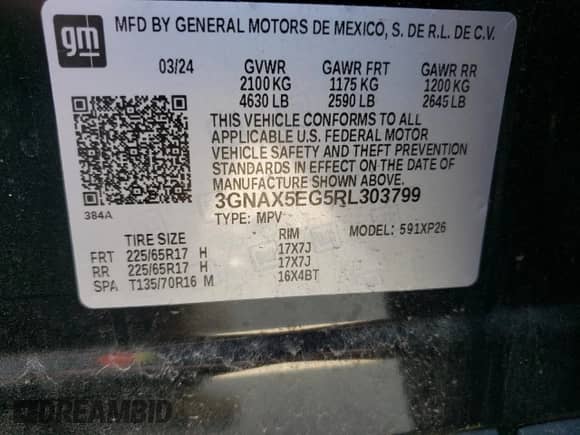 gm
MFD BY GENERAL MOTORS DE MEXICO, S. DE R.L. DE C.V.
03/24 GVWR GAWR FRT GAWR RR
2100 KG 1175 KG 1200 KG
4630 LB 2590 LB 2645 LB
THIS VEHICLE CONFORMS TO ALL
APPLICABLE U.S. FEDERAL MOTOR
VEHICLE SAFETY AND THEFT PREVENTION
STANDARDS IN EFFECT ON THE DATE OF
MANUFACTURE SHOWN ABOVE.
3GNAX5EG5RL303799
384A
TYPE: MPV MODEL: 591XP26
TIRE SIZE RIM
FRT 225/65R17 H 17X7J
RR 225/65R17 H 17X7J
SPA T135/70R16 M 16X4BT
DREAMBID